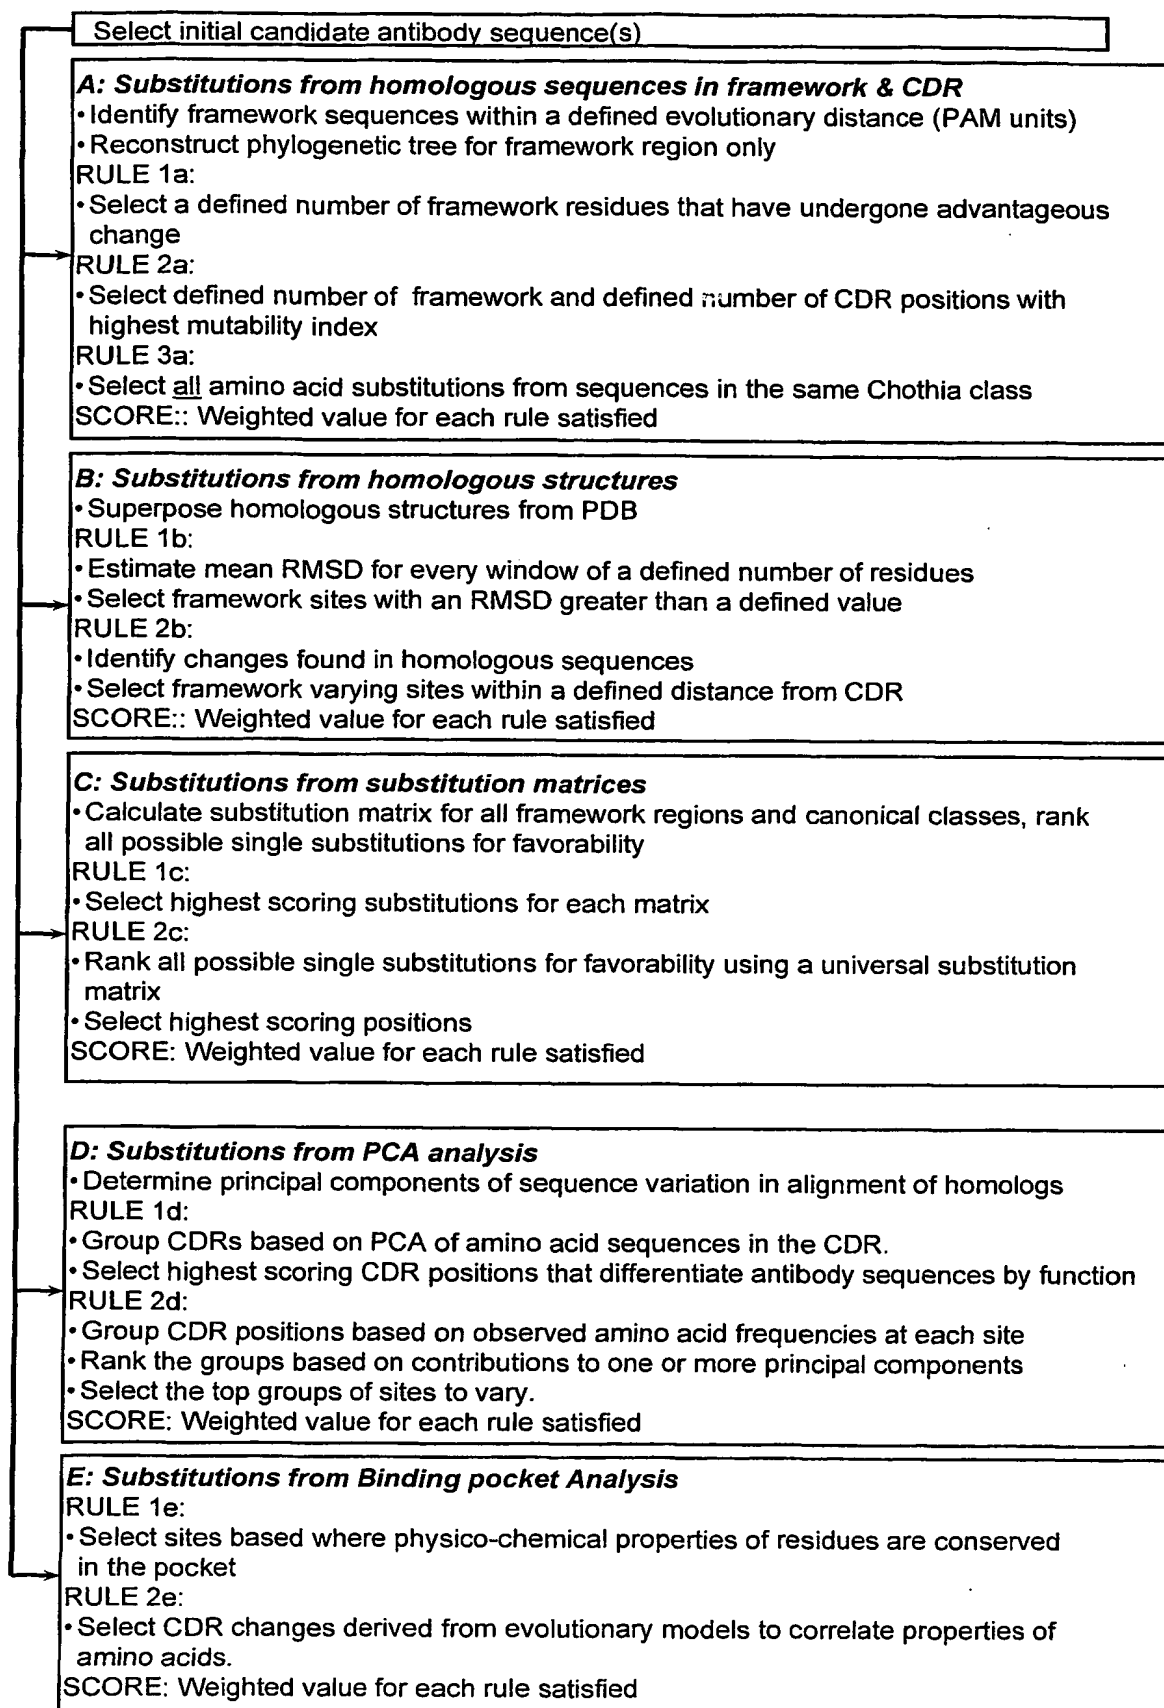 Select initial candidate antibody sequence(s)
A: Substitutions from homologous sequences in framework & CDR
• Identify framework sequences within a defined evolutionary distance (PAM units)
• Reconstruct phylogenetic tree for framework region only
RULE 1a:
• Select a defined number of framework residues that have undergone advantageous
change
RULE 2a:
• Select defined number of framework and defined number of CDR positions with
highest mutability index
RULE 3a:
• Select all amino acid substitutions from sequences in the same Chothia class
SCORE:: Weighted value for each rule satisfied
B: Substitutions from homologous structures
• Superpose homologous structures from PDB
RULE 1b:
• Estimate mean RMSD for every window of a defined number of residues
• Select framework sites with an RMSD greater than a defined value
RULE 2b:
• Identify changes found in homologous sequences
• Select framework varying sites within a defined distance from CDR
SCORE:: Weighted value for each rule satisfied
C: Substitutions from substitution matrices
• Calculate substitution matrix for all framework regions and canonical classes, rank
all possible single substitutions for favorability
RULE 1c:
• Select highest scoring substitutions for each matrix
RULE 2c:
• Rank all possible single substitutions for favorability using a universal substitution
matrix
• Select highest scoring positions
SCORE: Weighted value for each rule satisfied
D: Substitutions from PCA analysis
• Determine principal components of sequence variation in alignment of homologs
RULE 1d:
• Group CDRs based on PCA of amino acid sequences in the CDR.
• Select highest scoring CDR positions that differentiate antibody sequences by function
RULE 2d:
• Group CDR positions based on observed amino acid frequencies at each site
• Rank the groups based on contributions to one or more principal components
• Select the top groups of sites to vary.
SCORE: Weighted value for each rule satisfied
E: Substitutions from Binding pocket Analysis
RULE 1e:
• Select sites based where physico-chemical properties of residues are conserved
in the pocket
RULE 2e:
• Select CDR changes derived from evolutionary models to correlate properties of
amino acids.
SCORE: Weighted value for each rule satisfied